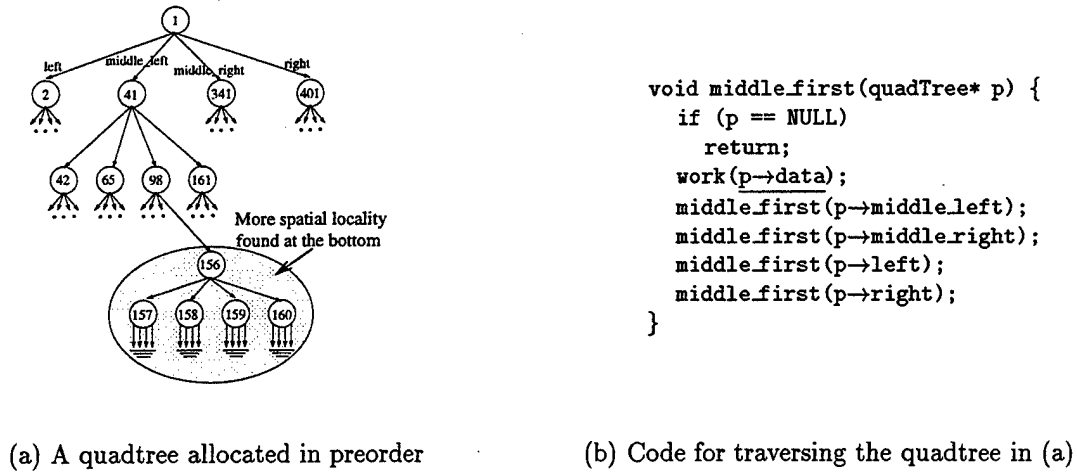 1
left
middle_left
middle_right
right
2
41
341
401
...
...
...
42
65
98
161
...
...
...
...
More spatial locality
found at the bottom
156
157
158
159
160
void middle_first(quadTree* p) {
if (p == NULL)
return;
work(p→data);
middle_first(p→middle_left);
middle_first(p→middle_right);
middle_first(p→left);
middle_first(p→right);
}
(a) A quadtree allocated in preorder
(b) Code for traversing the quadtree in (a)